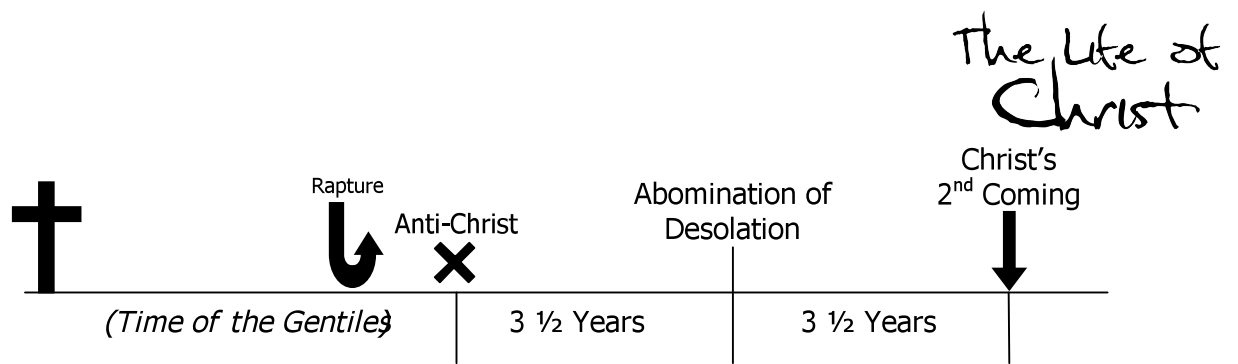 The Life of
Christ
Christ's
2nd Coming
Rapture
Abomination of
Desolation
Anti-Christ
(Time of the Gentiles)
3 ½ Years
3 ½ Years